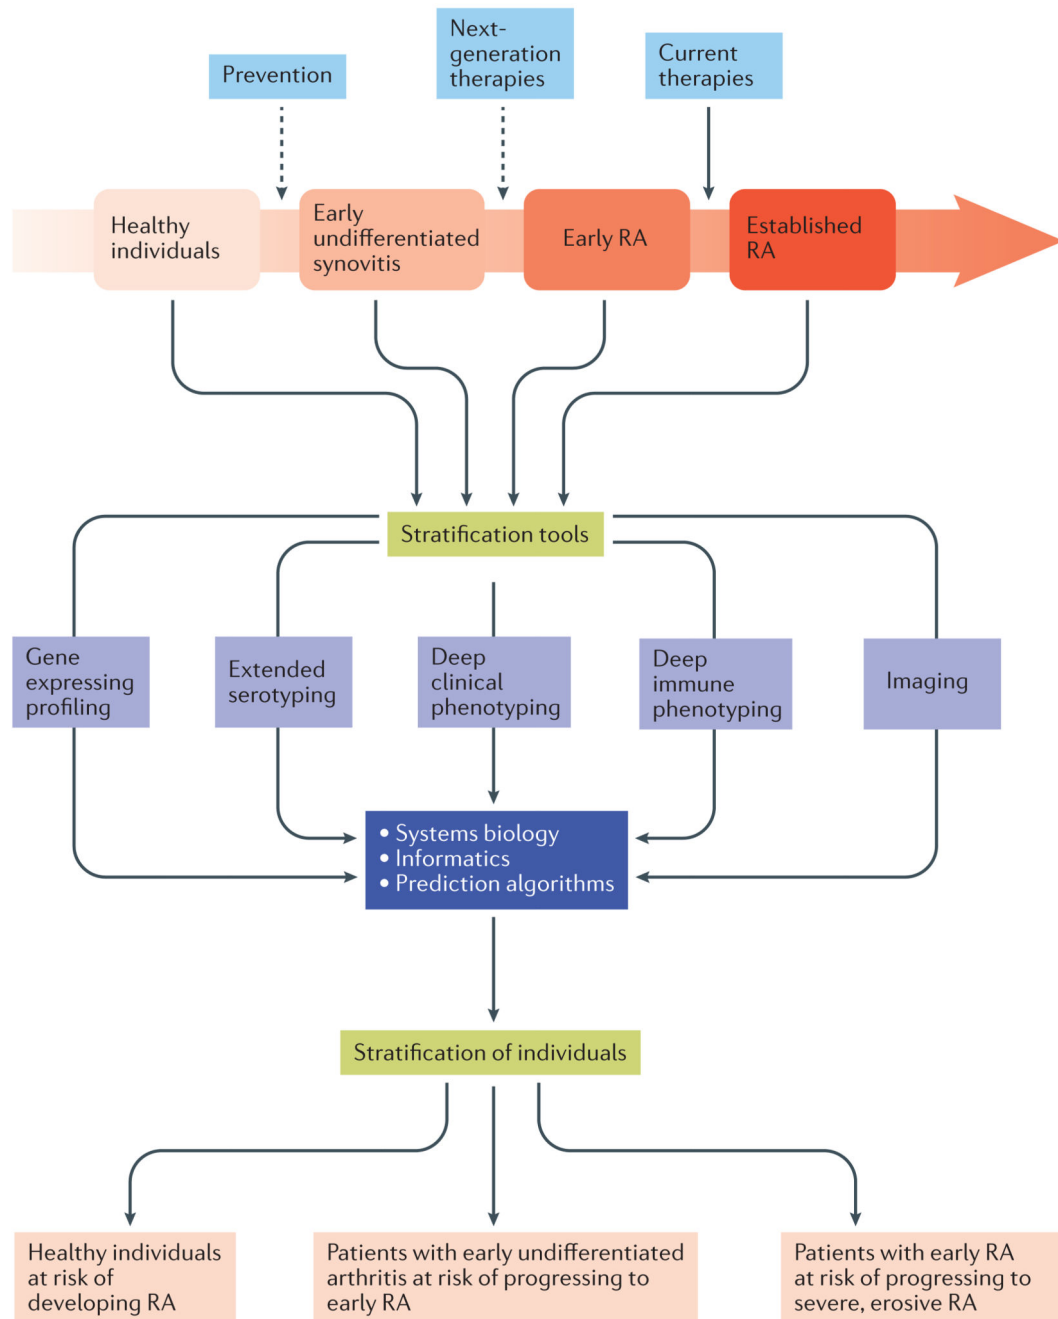 Prevention
Next-
generation
therapies
Current
therapies
Healthy
individuals
Early
undifferentiated
synovitis
Early RA
Established
RA
Stratification tools
Gene
expressing
profiling
Extended
serotyping
Deep
clinical
phenotyping
Deep
immune
phenotyping
Imaging
• Systems biology
• Informatics
• Prediction algorithms
Stratification of individuals
Healthy individuals
at risk of
developing RA
Patients with early undifferentiated
arthritis at risk of progressing to
early RA
Patients with early RA
at risk of progressing to
severe, erosive RA